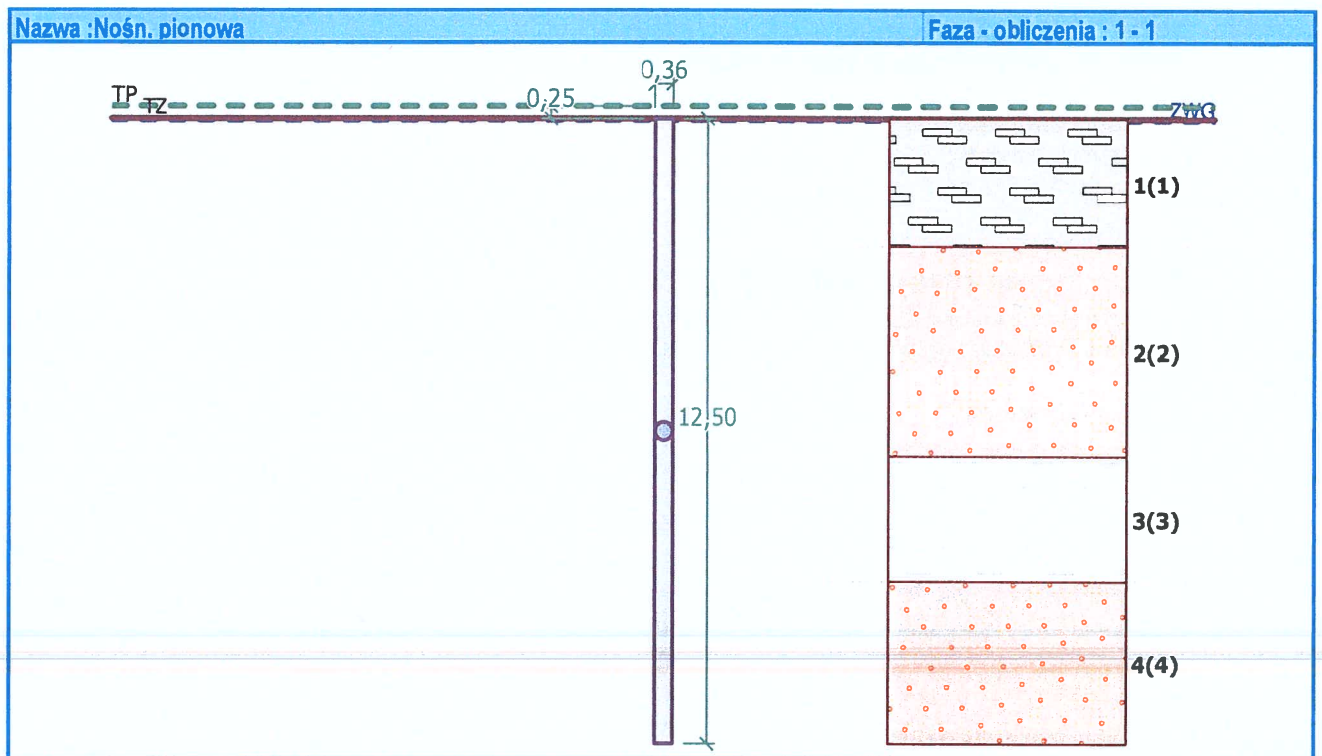 Nazwa :Nośn. pionowa
Faza - obliczenia : 1 - 1
0,36
TP
TZ
0,25
ZWG
1(1)
2(2)
12,50
3(3)
4(4)